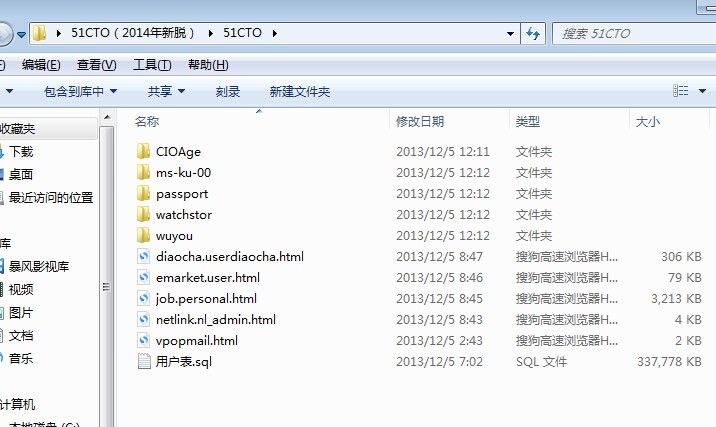 51CTO（2014年新脱） 51CTO 搜索 51CTO
编辑(E) 查看(V) 工具(T) 帮助(H)
包含到库中 共享 刻录 新建文件夹
收藏夹
下载
桌面
最近访问的位置
库
暴风影视库
视频
图片
文档
音乐
计算机
名称 修改日期 类型 大小
CIOAge 2013/12/5 12:11 文件夹
ms-ku-00 2013/12/5 12:12 文件夹
passport 2013/12/5 12:12 文件夹
watchstor 2013/12/5 12:12 文件夹
wuyou 2013/12/5 12:12 文件夹
diaocha.userdiaocha.html 2013/12/5 8:47 搜狗高速浏览器H... 306 KB
emarket.user.html 2013/12/5 8:46 搜狗高速浏览器H... 79 KB
job.personal.html 2013/12/5 8:45 搜狗高速浏览器H... 3,213 KB
netlink.nl_admin.html 2013/12/5 8:43 搜狗高速浏览器H... 4 KB
vpopmail.html 2013/12/5 2:43 搜狗高速浏览器H... 2 KB
用户表.sql 2013/12/5 7:02 SQL 文件 337,778 KB